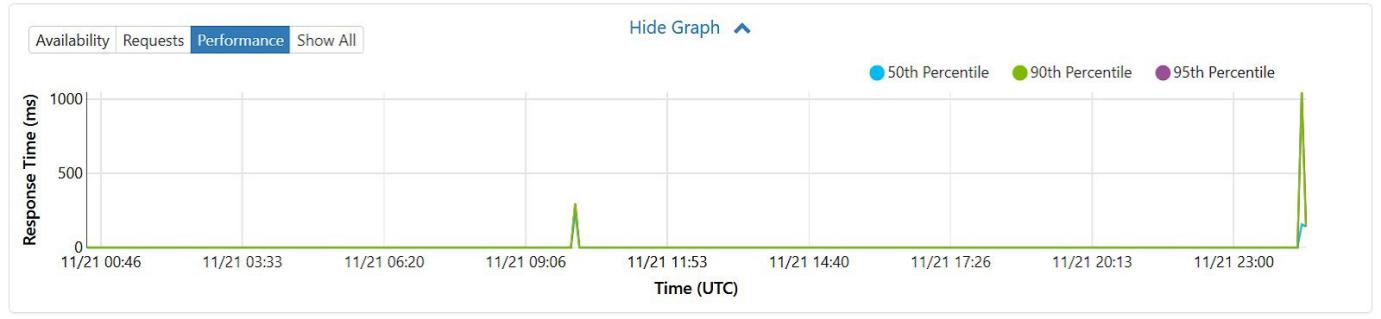 Hide Graph
Availability Requests Performance Show All
50th Percentile 90th Percentile 95th Percentile
Response Time (ms)
1000
500
0
11/21 00:46 11/21 03:33 11/21 06:20 11/21 09:06 11/21 11:53 11/21 14:40 11/21 17:26 11/21 20:13 11/21 23:00
Time (UTC)